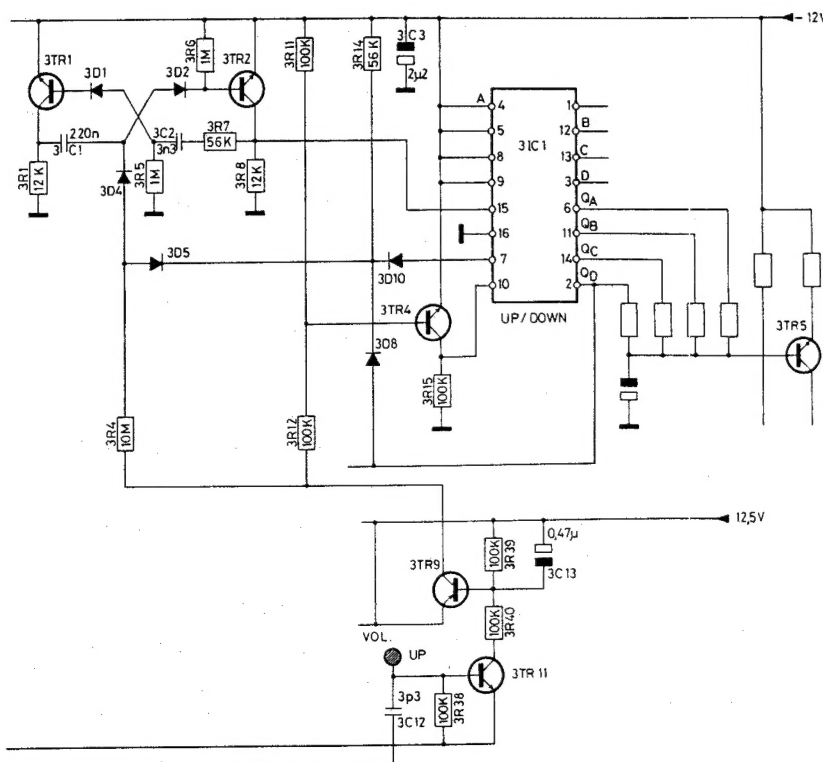 -12V
3TR1
3D1
3R6
1M
3D2
3TR2
3R11
100K
3R14
56K
3C3
2µ2
220n
3C1
3C2
3n3
3R7
56K
3R1
12K
3R5
1M
3R8
12K
3D4
3D5
3D10
A
4
5
8
9
15
16
7
10
3IC1
1
12
13
3
6
11
14
2
B
C
D
QA
QB
QC
QD
UP/DOWN
3TR4
3TR5
3D8
3R15
100K
3R4
10M
3R12
100K
12,5V
3TR9
100K
3R39
0,47µ
3C13
100K
3R40
VOL.
UP
3TR11
3p3
3C12
100K
3R38